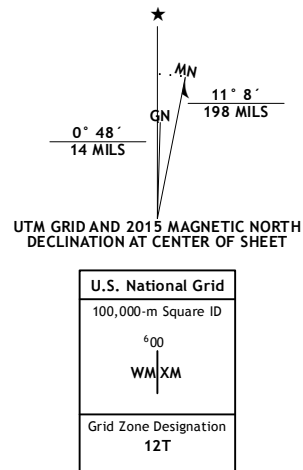 ★
MN
GN
11° 8´
198 MILS
0° 48´
14 MILS
UTM GRID AND 2015 MAGNETIC NORTH
DECLINATION AT CENTER OF SHEET
U.S. National Grid
100,000-m Square ID
⁶00
WM XM
Grid Zone Designation
12T